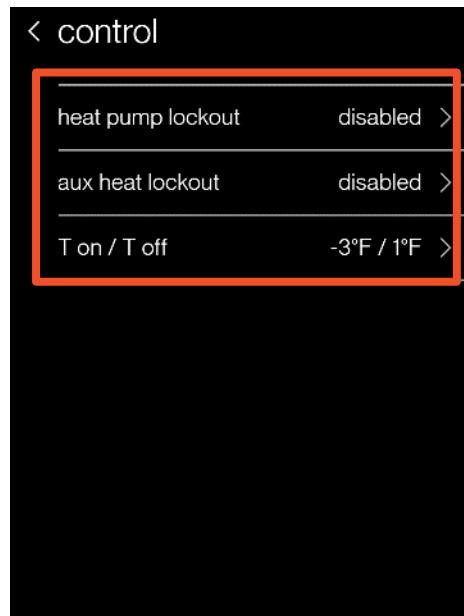 < control
heat pump lockout disabled >
aux heat lockout disabled >
T on / T off -3°F / 1°F >